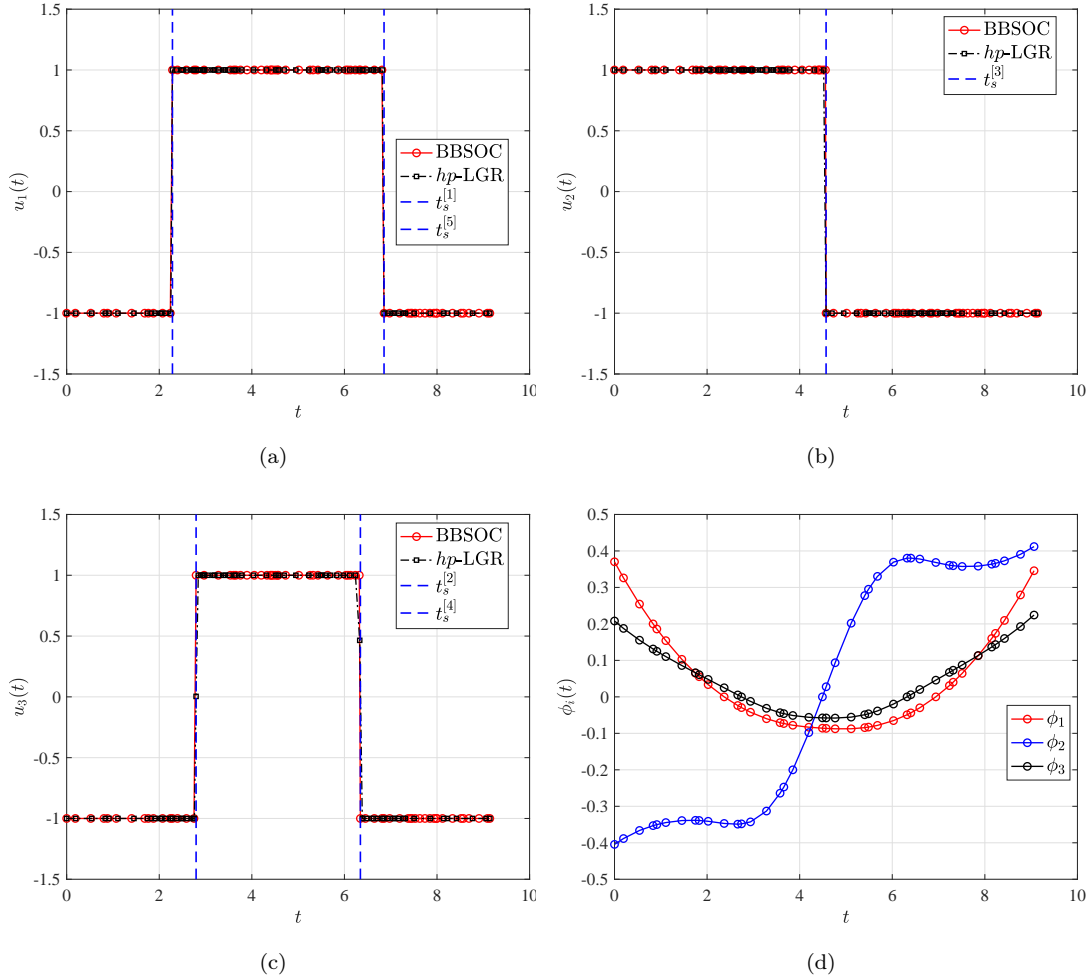 1.5
1
0.5
0
-0.5
-1
-1.5
u₁(t)
0 2 4 6 8 10
t
BBSOC
hp-LGR
tₛ^[1]
tₛ^[5]
(a)
1.5
1
0.5
0
-0.5
-1
-1.5
u₂(t)
0 2 4 6 8 10
t
BBSOC
hp-LGR
tₛ^[3]
(b)
1.5
1
0.5
0
-0.5
-1
-1.5
u₃(t)
0 2 4 6 8 10
t
BBSOC
hp-LGR
tₛ^[2]
tₛ^[4]
(c)
0.5
0.4
0.3
0.2
0.1
0
-0.1
-0.2
-0.3
-0.4
-0.5
ϕᵢ(t)
0 2 4 6 8 10
t
ϕ₁
ϕ₂
ϕ₃
(d)